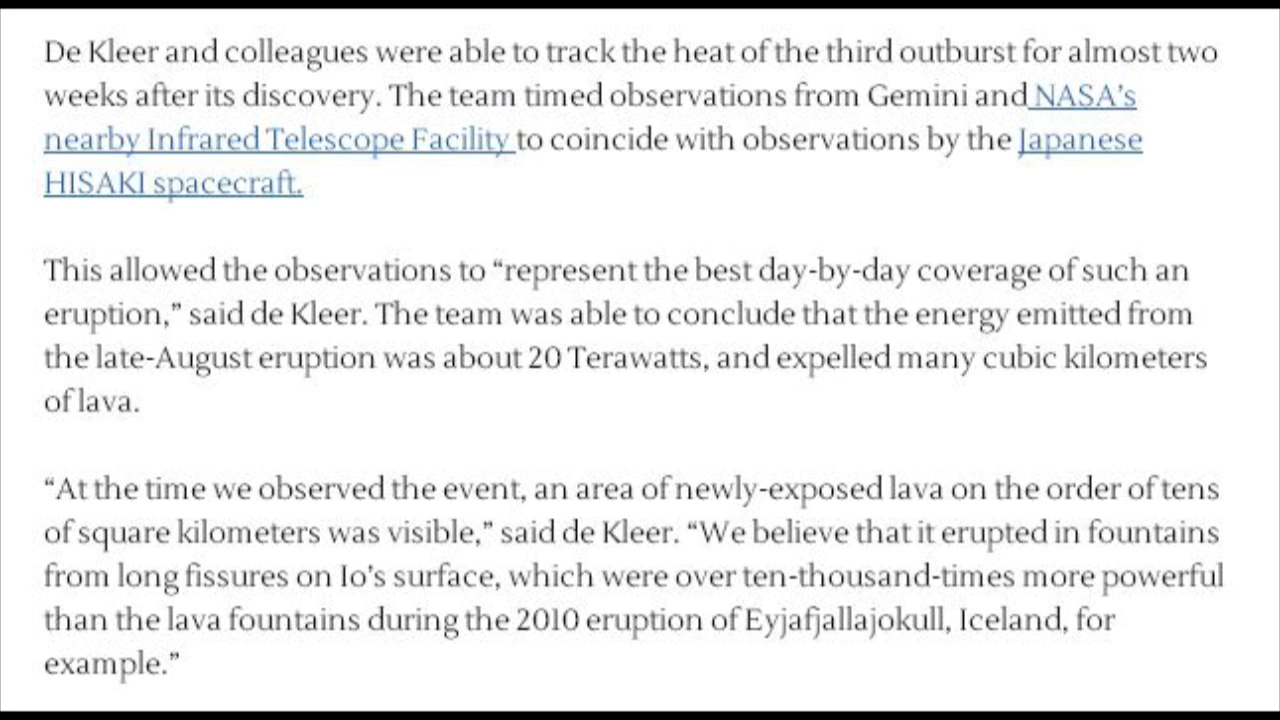 De Kleer and colleagues were able to track the heat of the third outburst for almost two
weeks after its discovery. The team timed observations from Gemini and NASA’s
nearby Infrared Telescope Facility to coincide with observations by the Japanese
HISAKI spacecraft.
This allowed the observations to “represent the best day-by-day coverage of such an
eruption,” said de Kleer. The team was able to conclude that the energy emitted from
the late-August eruption was about 20 Terawatts, and expelled many cubic kilometers
of lava.
“At the time we observed the event, an area of newly-exposed lava on the order of tens
of square kilometers was visible,” said de Kleer. “We believe that it erupted in fountains
from long fissures on Io’s surface, which were over ten-thousand-times more powerful
than the lava fountains during the 2010 eruption of Eyjafjallajokull, Iceland, for
example.”